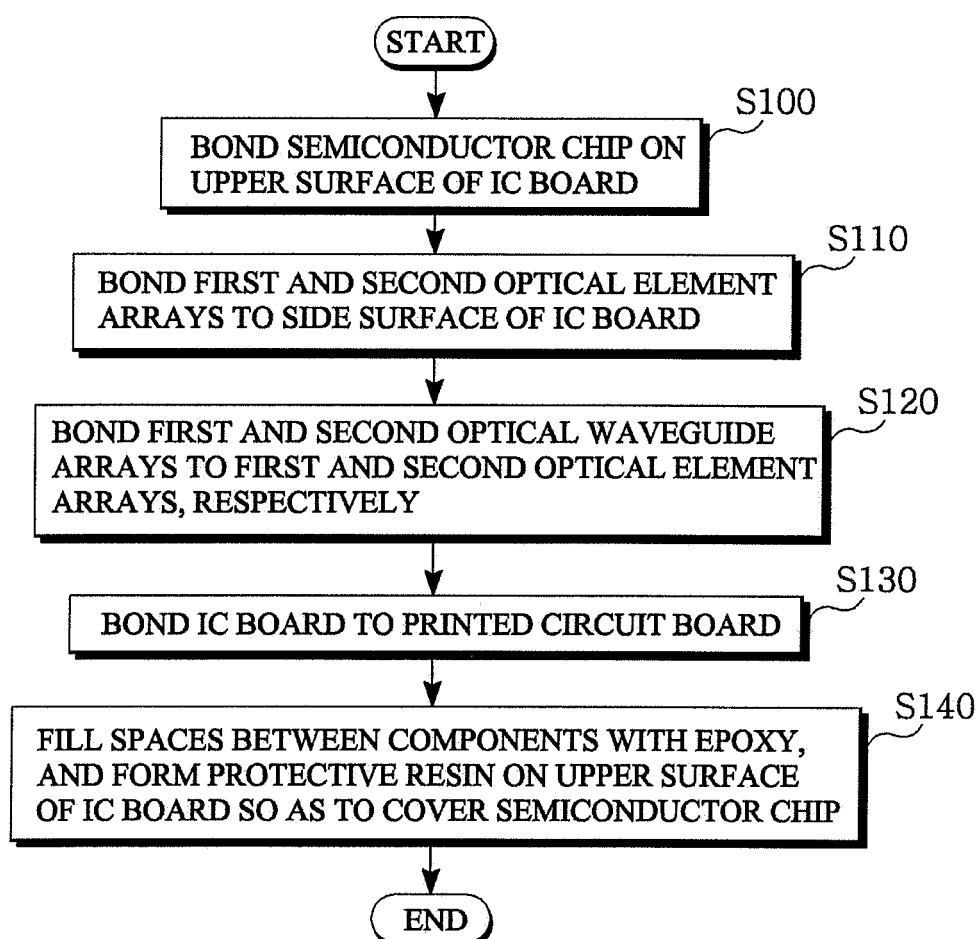 START
S100
BOND SEMICONDUCTOR CHIP ON
UPPER SURFACE OF IC BOARD
S110
BOND FIRST AND SECOND OPTICAL ELEMENT
ARRAYS TO SIDE SURFACE OF IC BOARD
S120
BOND FIRST AND SECOND OPTICAL WAVEGUIDE
ARRAYS TO FIRST AND SECOND OPTICAL ELEMENT
ARRAYS, RESPECTIVELY
S130
BOND IC BOARD TO PRINTED CIRCUIT BOARD
S140
FILL SPACES BETWEEN COMPONENTS WITH EPOXY,
AND FORM PROTECTIVE RESIN ON UPPER SURFACE
OF IC BOARD SO AS TO COVER SEMICONDUCTOR CHIP
END